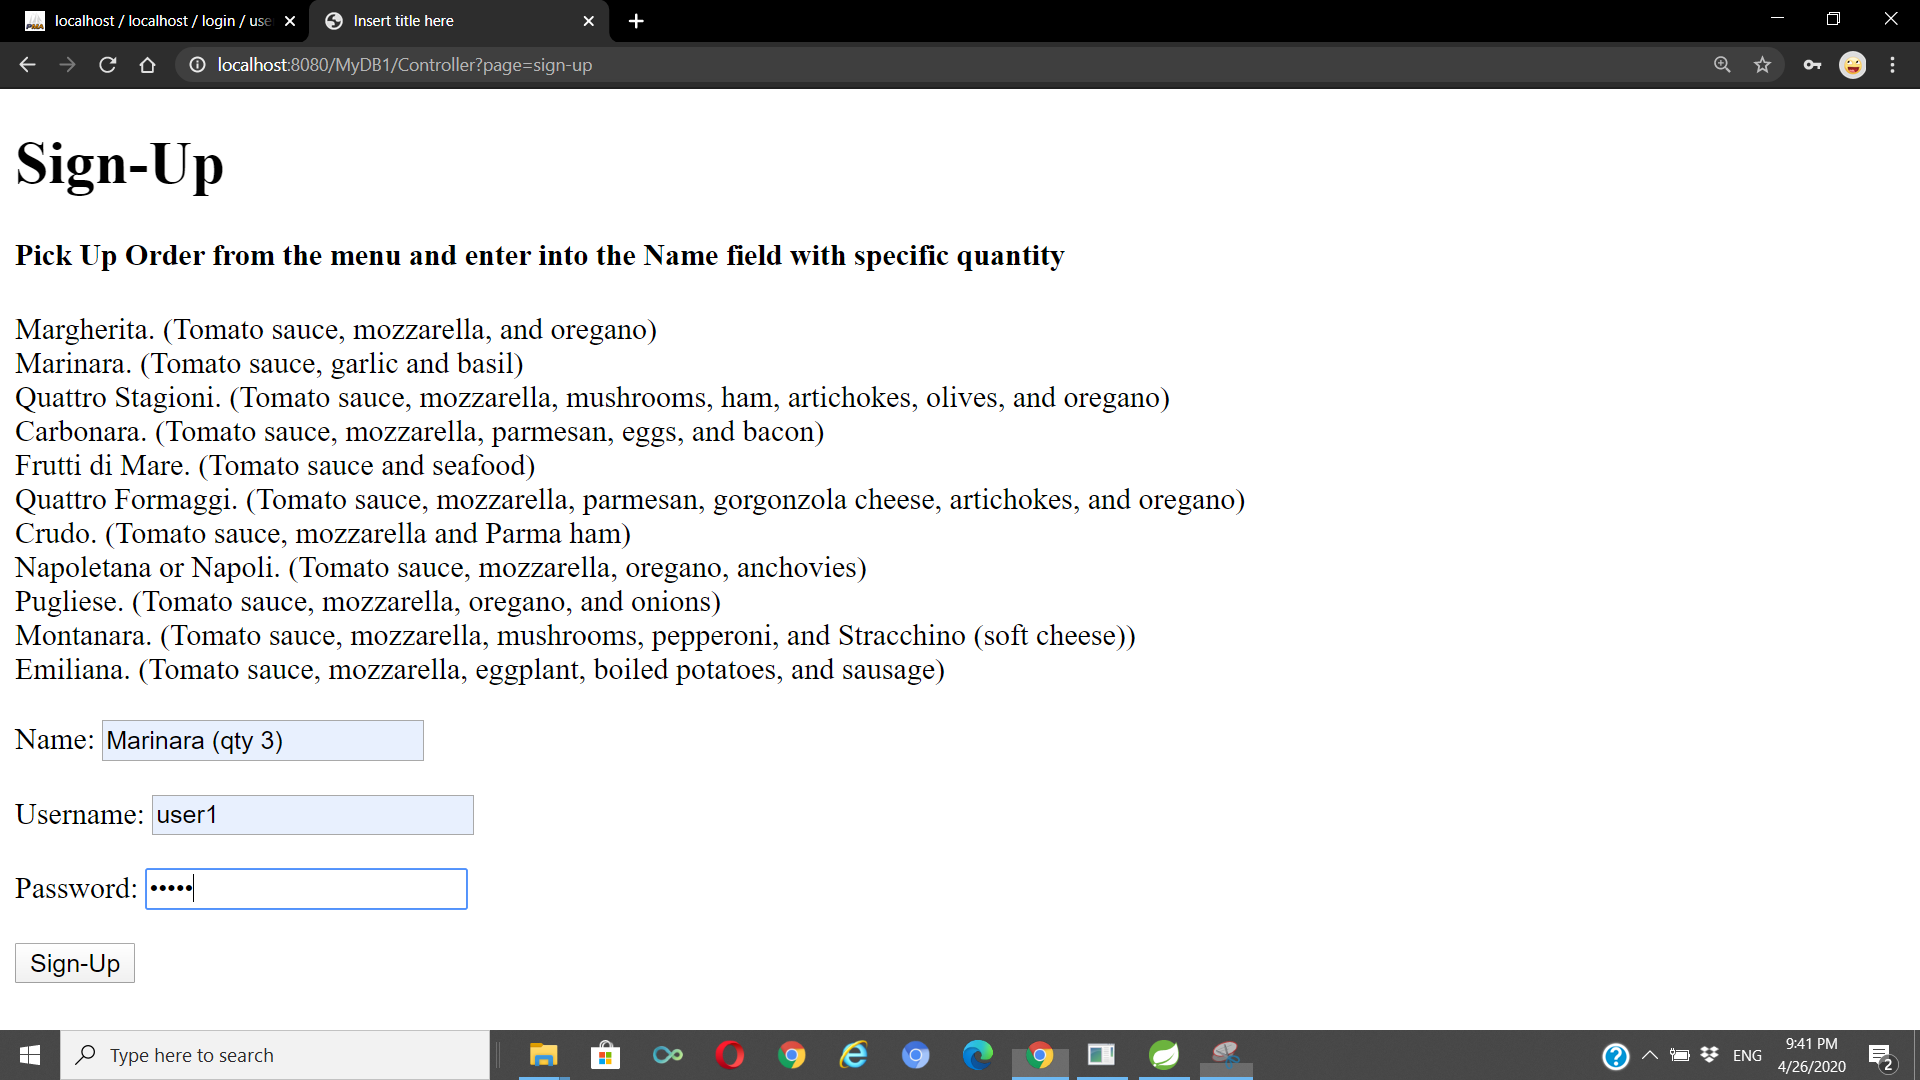 localhost / localhost / login / use
Insert title here
localhost:8080/MyDB1/Controller?page=sign-up
Sign-Up
Pick Up Order from the menu and enter into the Name field with specific quantity
Margherita. (Tomato sauce, mozzarella, and oregano)
Marinara. (Tomato sauce, garlic and basil)
Quattro Stagioni. (Tomato sauce, mozzarella, mushrooms, ham, artichokes, olives, and oregano)
Carbonara. (Tomato sauce, mozzarella, parmesan, eggs, and bacon)
Frutti di Mare. (Tomato sauce and seafood)
Quattro Formaggi. (Tomato sauce, mozzarella, parmesan, gorgonzola cheese, artichokes, and oregano)
Crudo. (Tomato sauce, mozzarella and Parma ham)
Napoletana or Napoli. (Tomato sauce, mozzarella, oregano, anchovies)
Pugliese. (Tomato sauce, mozzarella, oregano, and onions)
Montanara. (Tomato sauce, mozzarella, mushrooms, pepperoni, and Stracchino (soft cheese))
Emiliana. (Tomato sauce, mozzarella, eggplant, boiled potatoes, and sausage)
Name: Marinara (qty 3)
Username: user1
Password: •••••
Sign-Up
Type here to search
ENG
9:41 PM
4/26/2020
2